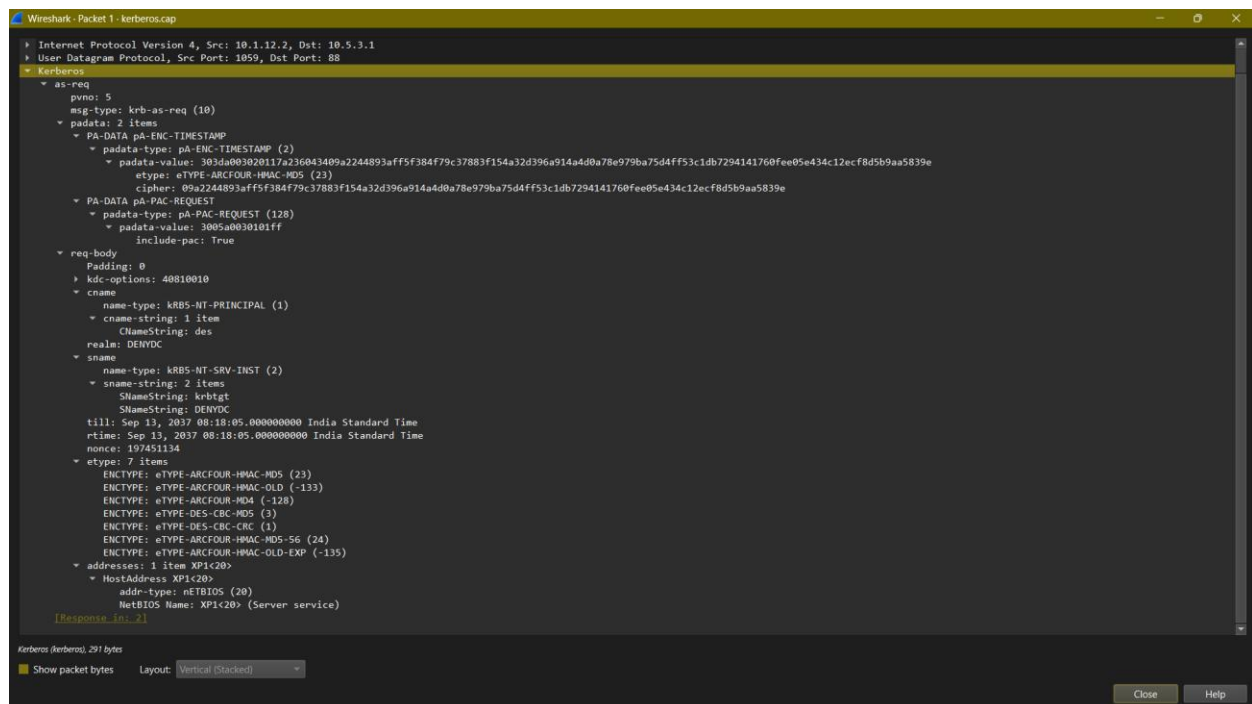 Wireshark · Packet 1 · kerberos.cap
Internet Protocol Version 4, Src: 10.1.12.2, Dst: 10.5.3.1
User Datagram Protocol, Src Port: 1059, Dst Port: 88
Kerberos
as-req
pvno: 5
msg-type: krb-as-req (10)
padata: 2 items
PA-DATA pA-ENC-TIMESTAMP
padata-type: pA-ENC-TIMESTAMP (2)
padata-value: 303da003020117a236043409a2244893aff5f384f79c37883f154a32d396a914a4d0a78e979ba75d4ff53c1db7294141760fee05e434c12ecf8d5b9aa5839e
etype: eTYPE-ARCFOUR-HMAC-MD5 (23)
cipher: 09a2244893aff5f384f79c37883f154a32d396a914a4d0a78e979ba75d4ff53c1db7294141760fee05e434c12ecf8d5b9aa5839e
PA-DATA pA-PAC-REQUEST
padata-type: pA-PAC-REQUEST (128)
padata-value: 3005a0030101ff
include-pac: True
req-body
Padding: 0
kdc-options: 40810010
cname
name-type: kRB5-NT-PRINCIPAL (1)
cname-string: 1 item
CNameString: des
realm: DENYDC
sname
name-type: kRB5-NT-SRV-INST (2)
sname-string: 2 items
SNameString: krbtgt
SNameString: DENYDC
till: Sep 13, 2037 08:18:05.000000000 India Standard Time
rtime: Sep 13, 2037 08:18:05.000000000 India Standard Time
nonce: 197451134
etype: 7 items
ENCTYPE: eTYPE-ARCFOUR-HMAC-MD5 (23)
ENCTYPE: eTYPE-ARCFOUR-HMAC-OLD (-133)
ENCTYPE: eTYPE-ARCFOUR-MD4 (-128)
ENCTYPE: eTYPE-DES-CBC-MD5 (3)
ENCTYPE: eTYPE-DES-CBC-CRC (1)
ENCTYPE: eTYPE-ARCFOUR-HMAC-MD5-56 (24)
ENCTYPE: eTYPE-ARCFOUR-HMAC-OLD-EXP (-135)
addresses: 1 item XP1<20>
HostAddress XP1<20>
addr-type: nETBIOS (20)
NetBIOS Name: XP1<20> (Server service)
[Response in: 2]
Kerberos (kerberos), 291 bytes
Show packet bytes Layout: Vertical (Stacked)
Close Help